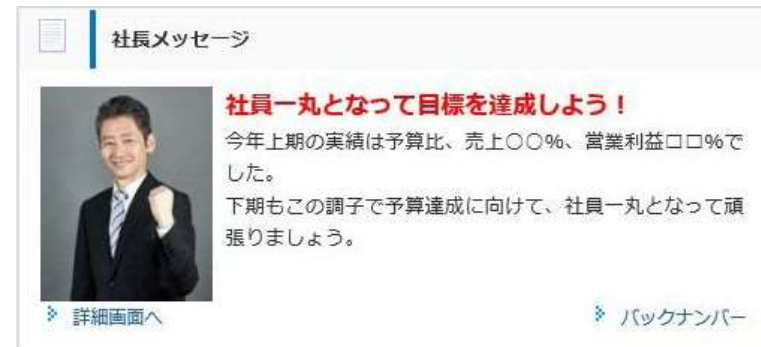 社長メッセージ
社員一丸となって目標を達成しよう！
今年上期の実績は予算比、売上〇〇%、営業利益ロロ%で
した。
下期もこの調子で予算達成に向けて、社員一丸となって頑
張りましょう。
詳細画面へ
バックナンバー